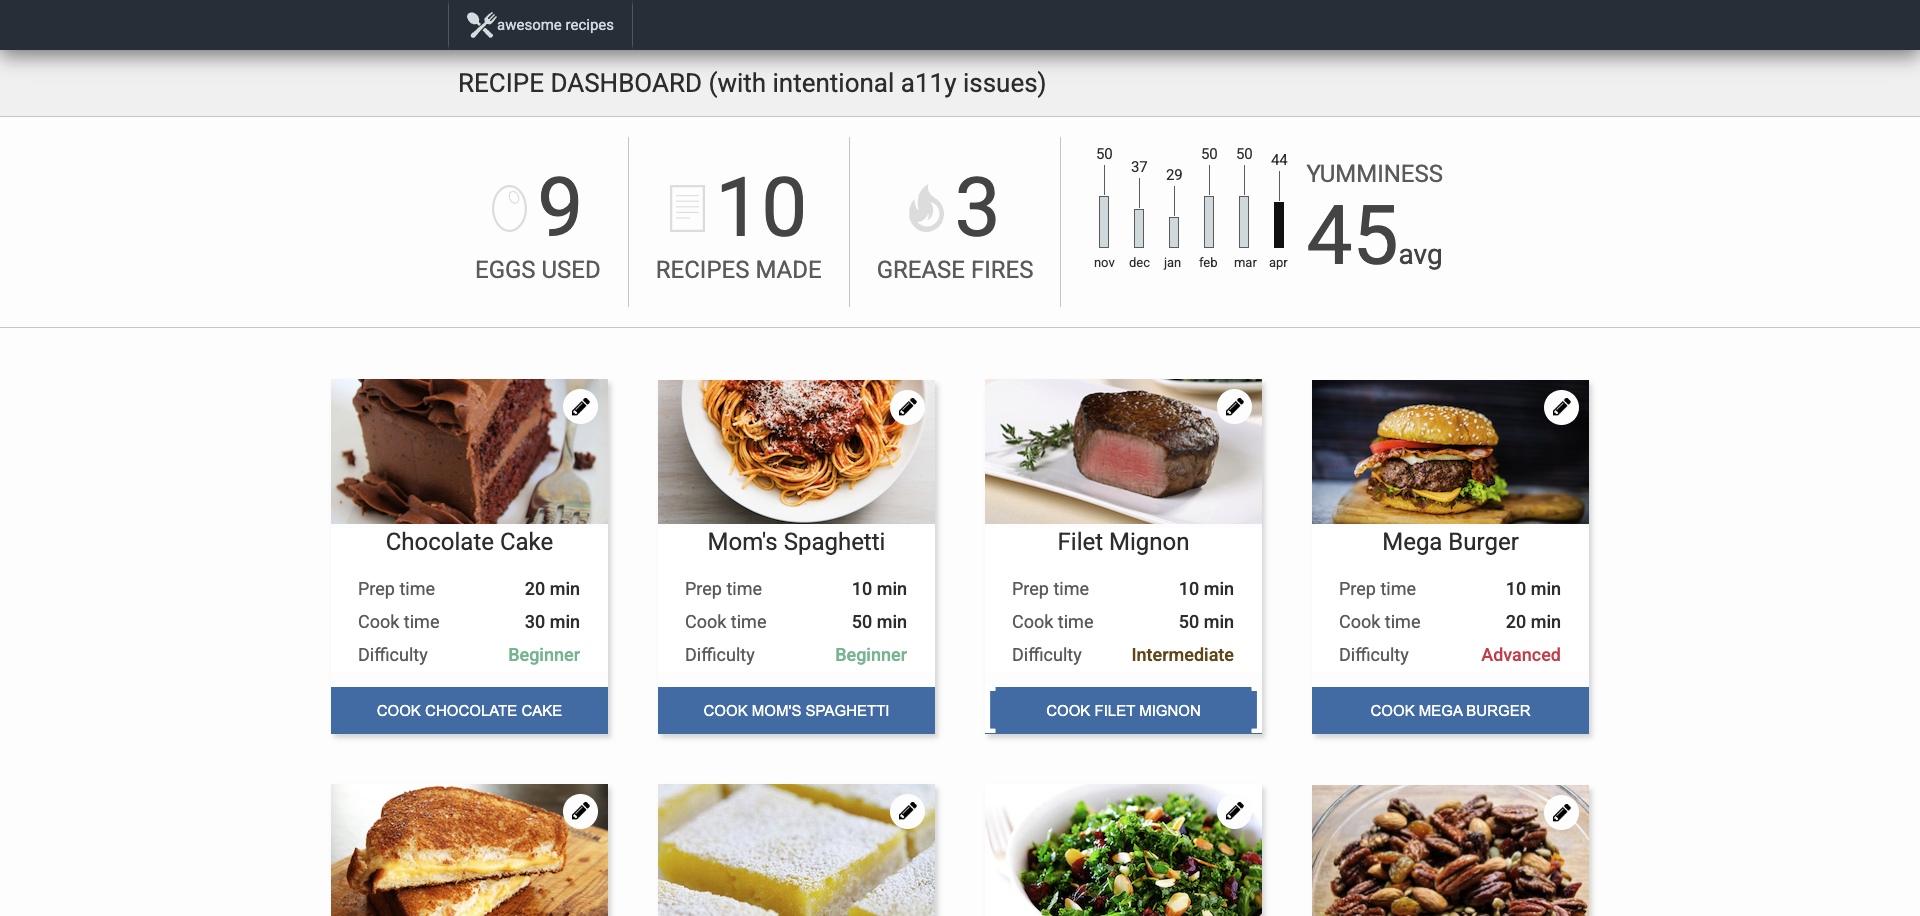 awesome recipes
RECIPE DASHBOARD (with intentional a11y issues)
9
EGGS USED
10
RECIPES MADE
3
GREASE FIRES
50 37 29 50 50 44
nov dec jan feb mar apr
YUMMINESS
45avg
Chocolate Cake
Prep time 20 min
Cook time 30 min
Difficulty Beginner
COOK CHOCOLATE CAKE
Mom's Spaghetti
Prep time 10 min
Cook time 50 min
Difficulty Beginner
COOK MOM'S SPAGHETTI
Filet Mignon
Prep time 10 min
Cook time 50 min
Difficulty Intermediate
COOK FILET MIGNON
Mega Burger
Prep time 10 min
Cook time 20 min
Difficulty Advanced
COOK MEGA BURGER